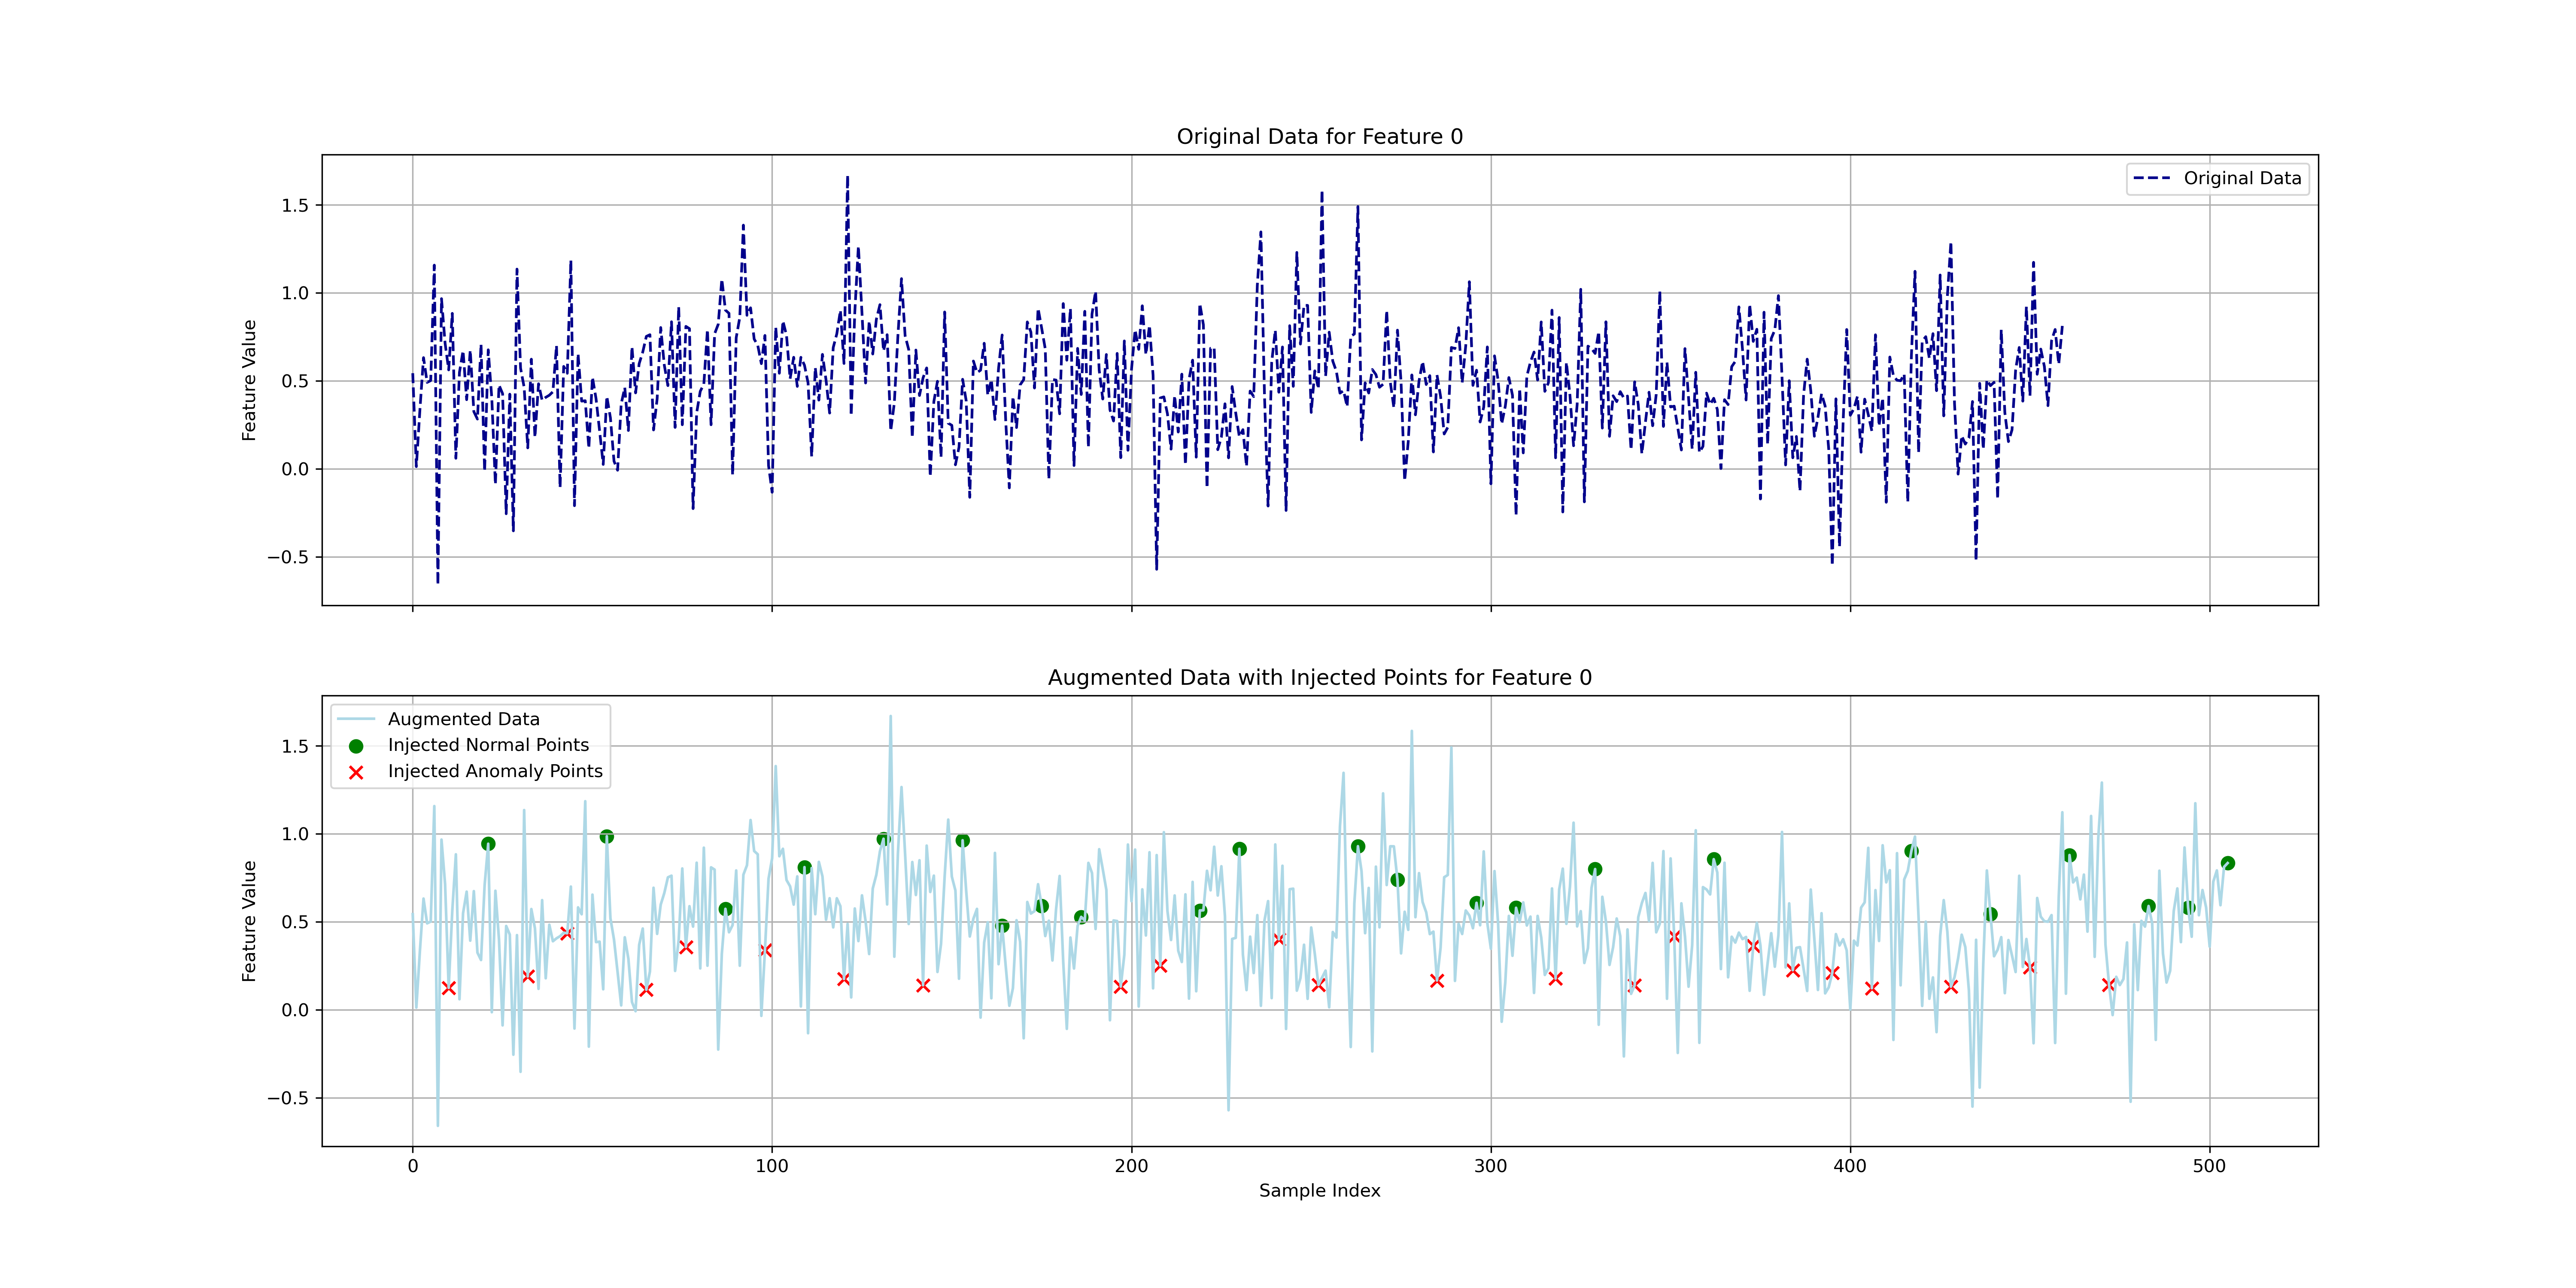 Original Data for Feature 0
Original Data
1.5
1.0
0.5
0.0
−0.5
Feature Value
Augmented Data with Injected Points for Feature 0
Augmented Data
Injected Normal Points
Injected Anomaly Points
1.5
1.0
0.5
0.0
−0.5
Feature Value
0 100 200 300 400 500
Sample Index